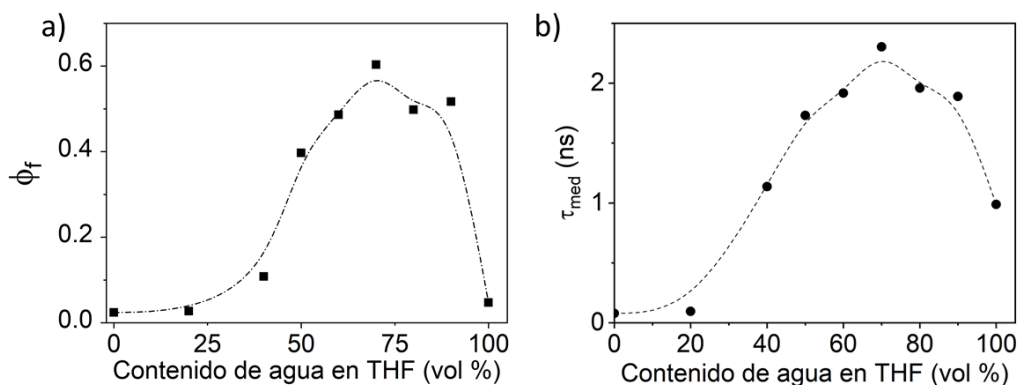 a)
0.6
0.4
0.2
0.0
ϕf
0 25 50 75 100
Contenido de agua en THF (vol %)
b)
2
1
0
τmed (ns)
0 20 40 60 80 100
Contenido de agua en THF (vol %)